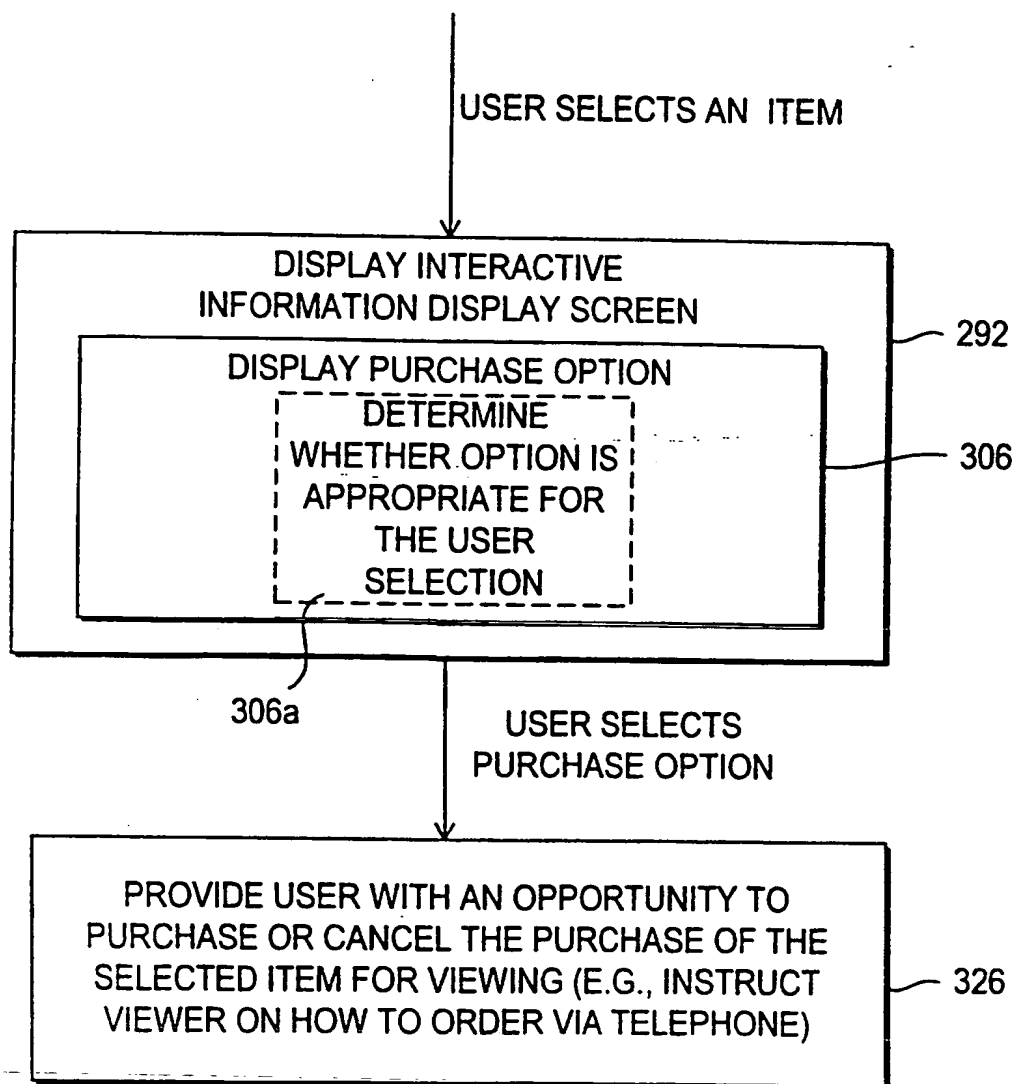 USER SELECTS AN ITEM
DISPLAY INTERACTIVE
INFORMATION DISPLAY SCREEN
292
DISPLAY PURCHASE OPTION
DETERMINE
WHETHER OPTION IS
APPROPRIATE FOR
THE USER
SELECTION
306
306a
USER SELECTS
PURCHASE OPTION
PROVIDE USER WITH AN OPPORTUNITY TO
PURCHASE OR CANCEL THE PURCHASE OF THE
SELECTED ITEM FOR VIEWING (E.G., INSTRUCT
VIEWER ON HOW TO ORDER VIA TELEPHONE)
326